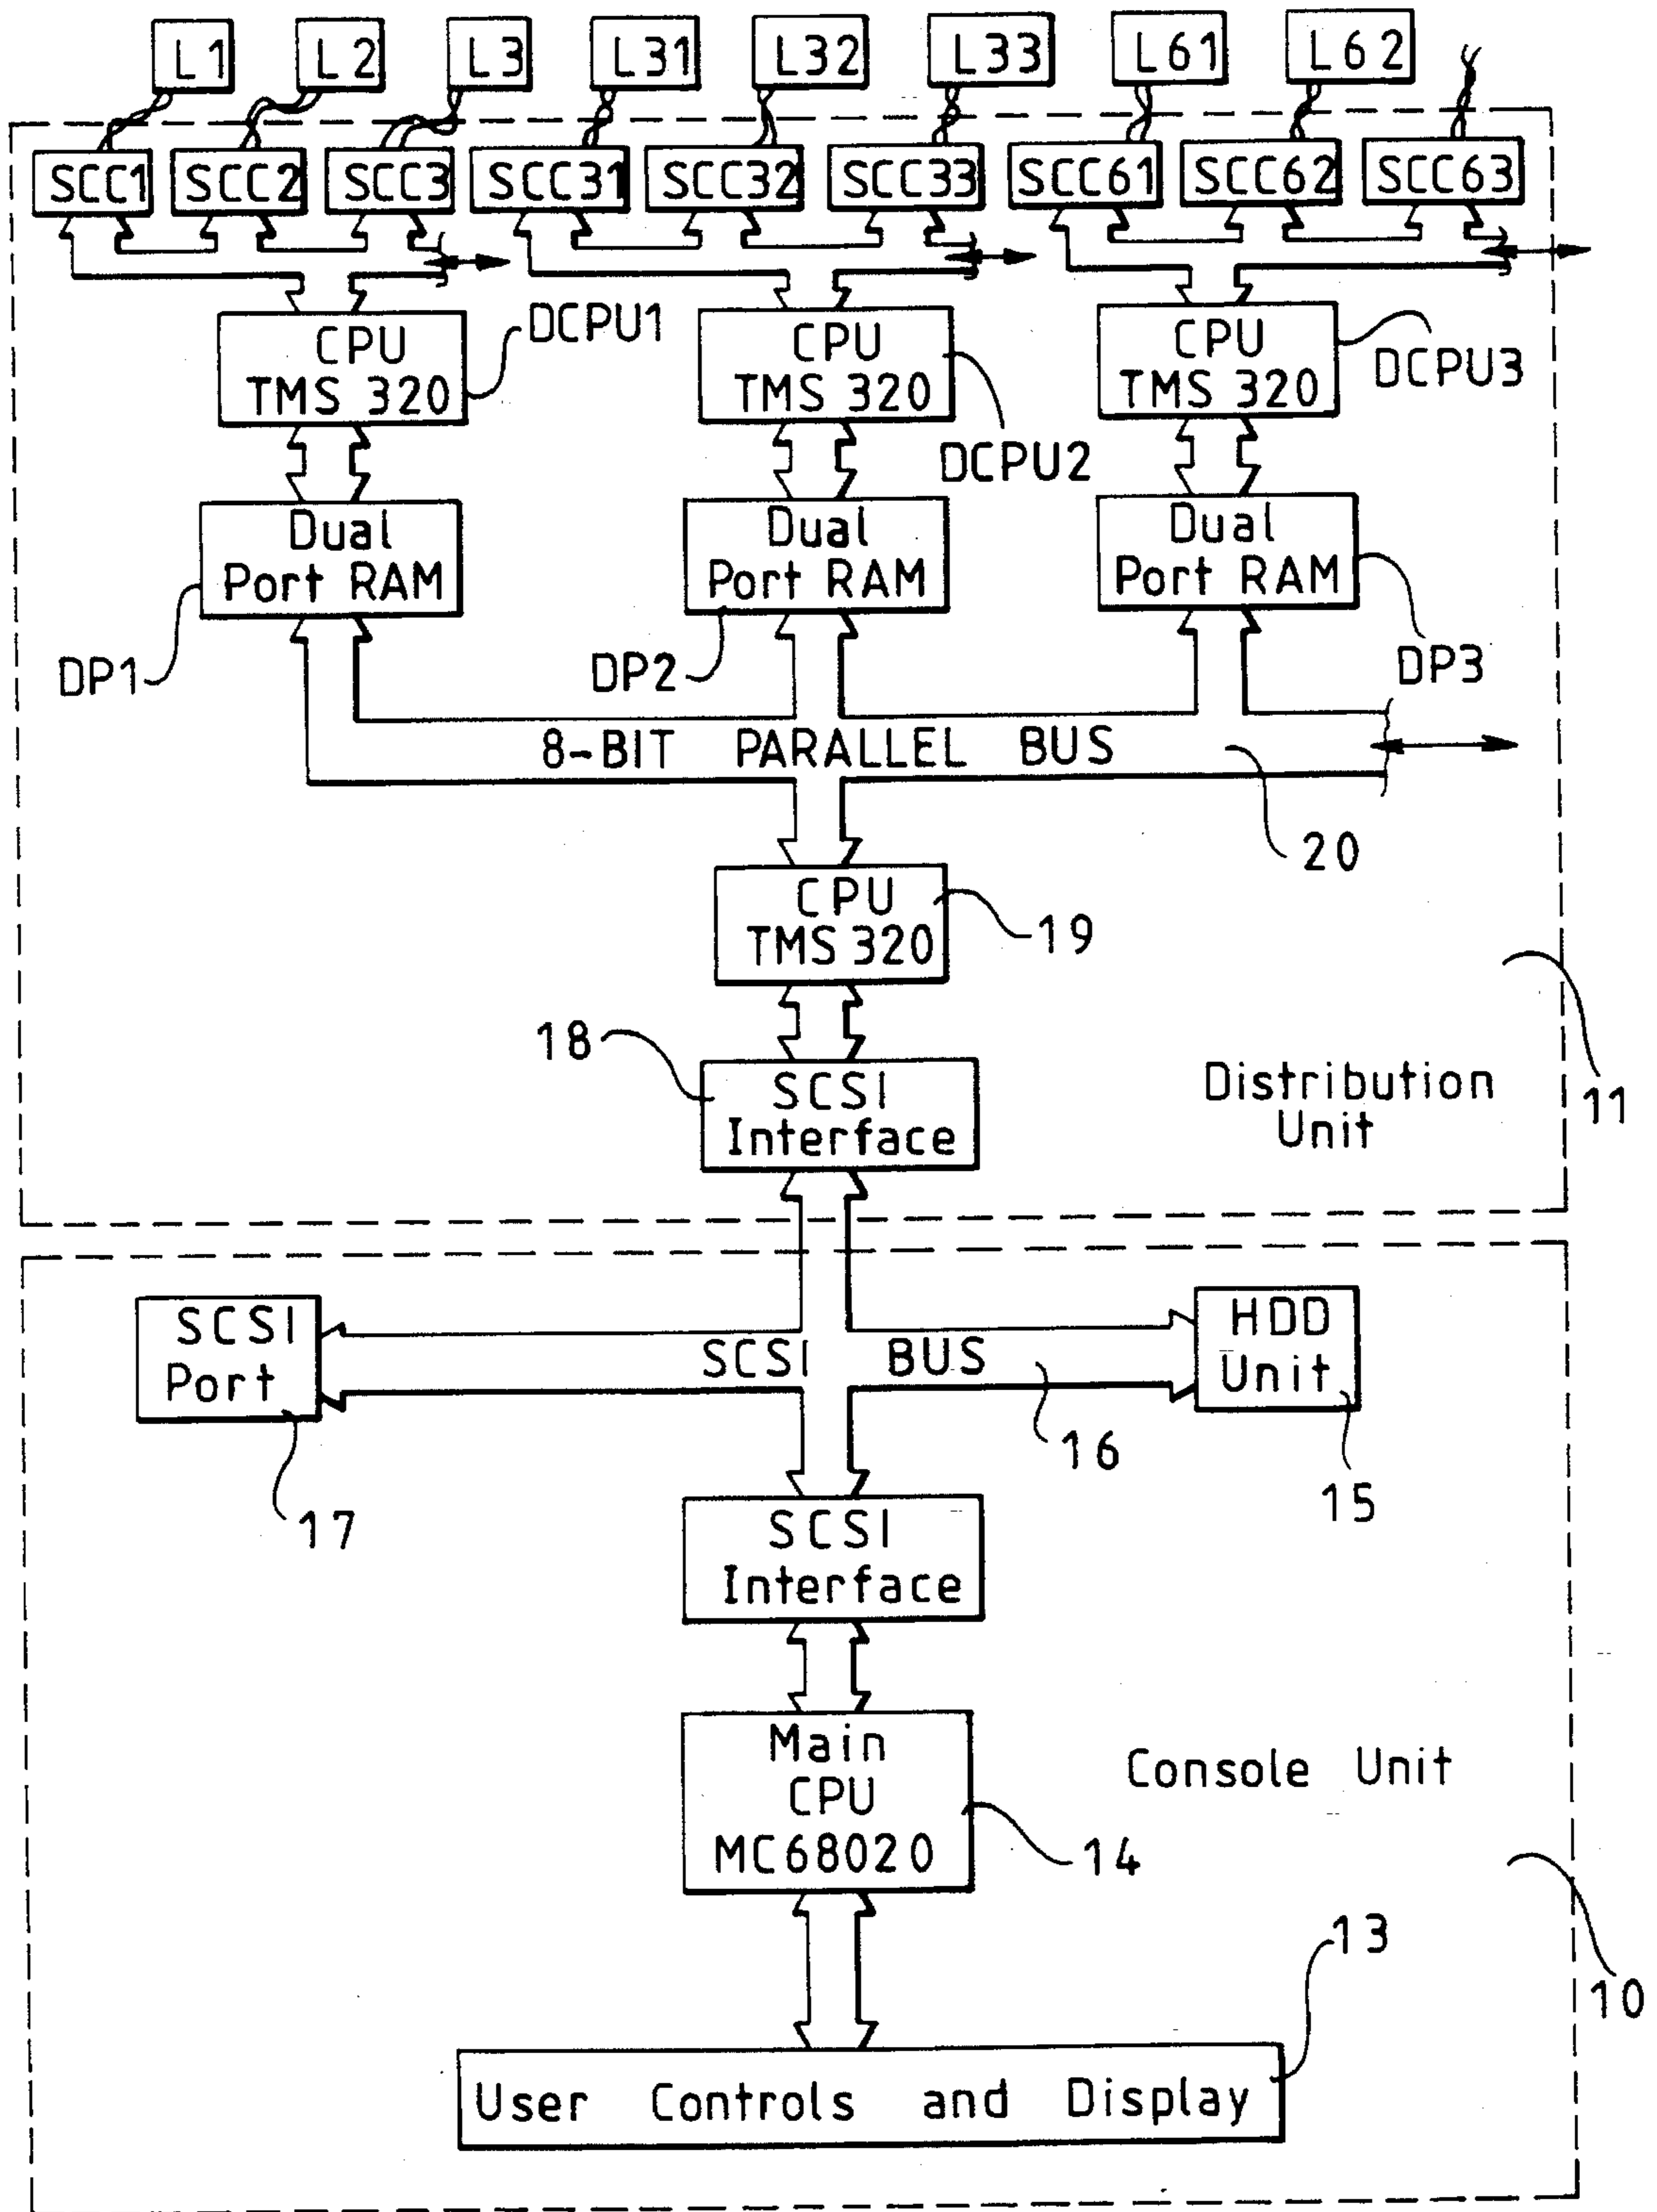 L1 L2 L3 L31 L32 L33 L61 L62
SCC1 SCC2 SCC3 SCC31 SCC32 SCC33 SCC61 SCC62 SCC63
CPU
TMS 320
DCPU1
CPU
TMS 320
DCPU2
CPU
TMS 320
DCPU3
Dual
Port RAM
DP1
Dual
Port RAM
DP2
Dual
Port RAM
DP3
8-BIT PARALLEL BUS
20
CPU
TMS 320
19
18
SCSI
Interface
Distribution
Unit
11
SCSI
Port
17
SCSI BUS
16
HDD
Unit
15
SCSI
Interface
Main
CPU
MC68020
14
Console Unit
10
13
User Controls and Display